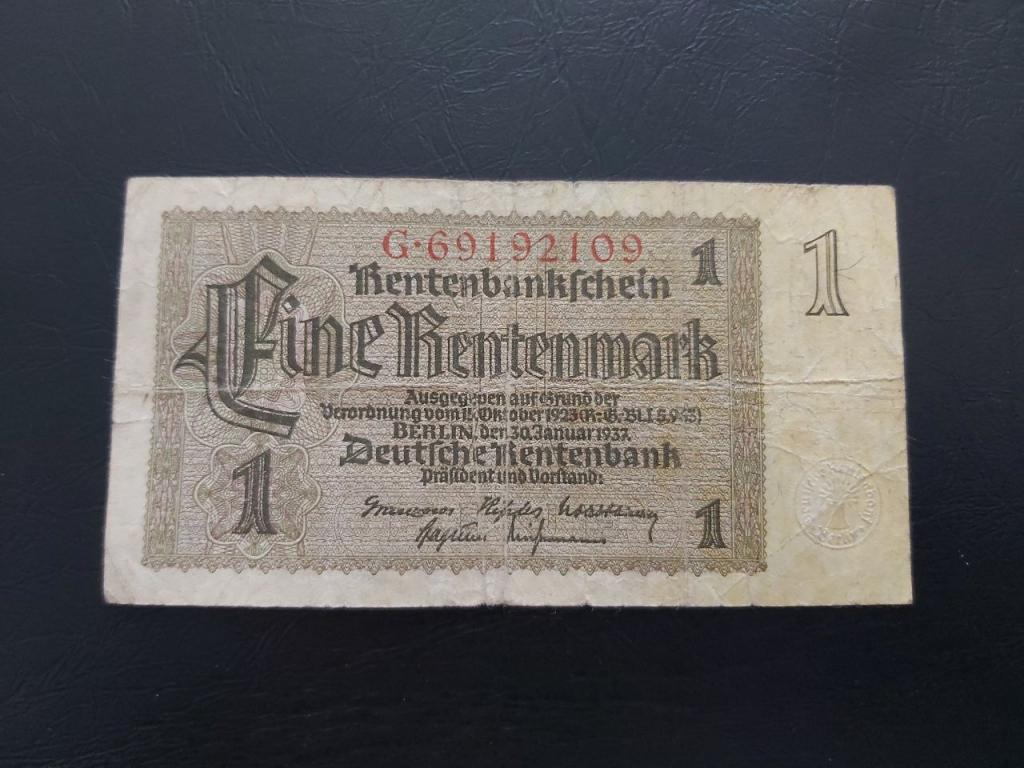 G·69192109
1
1
Rentenbankschein
Eine Rentenmark
Ausgegeben auf Grund der
Verordnung vom 15. Oktober 1923 (R.-G. Bl. I S. 963)
BERLIN, den 30. Januar 1937.
Deutsche Rentenbank
Präsident und Vorstand:
1
1